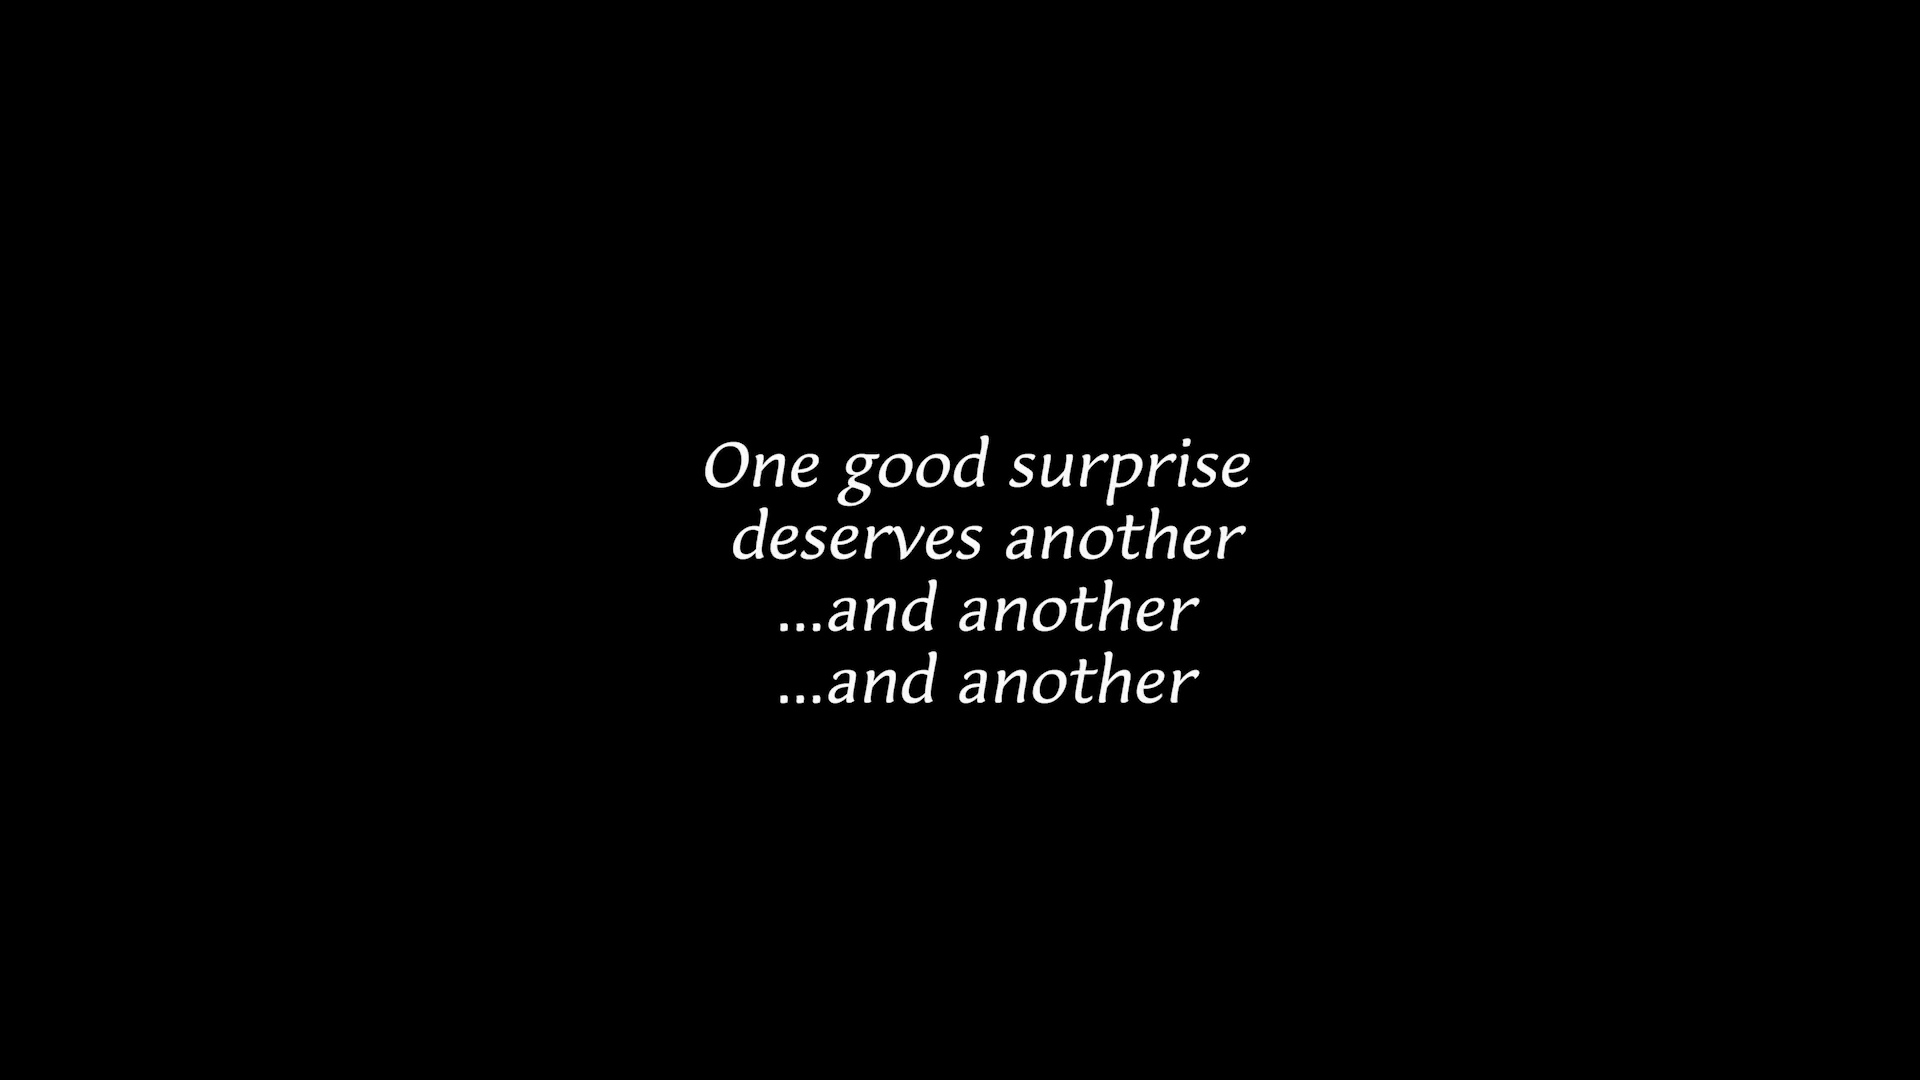 One good surprise
deserves another
...and another
...and another